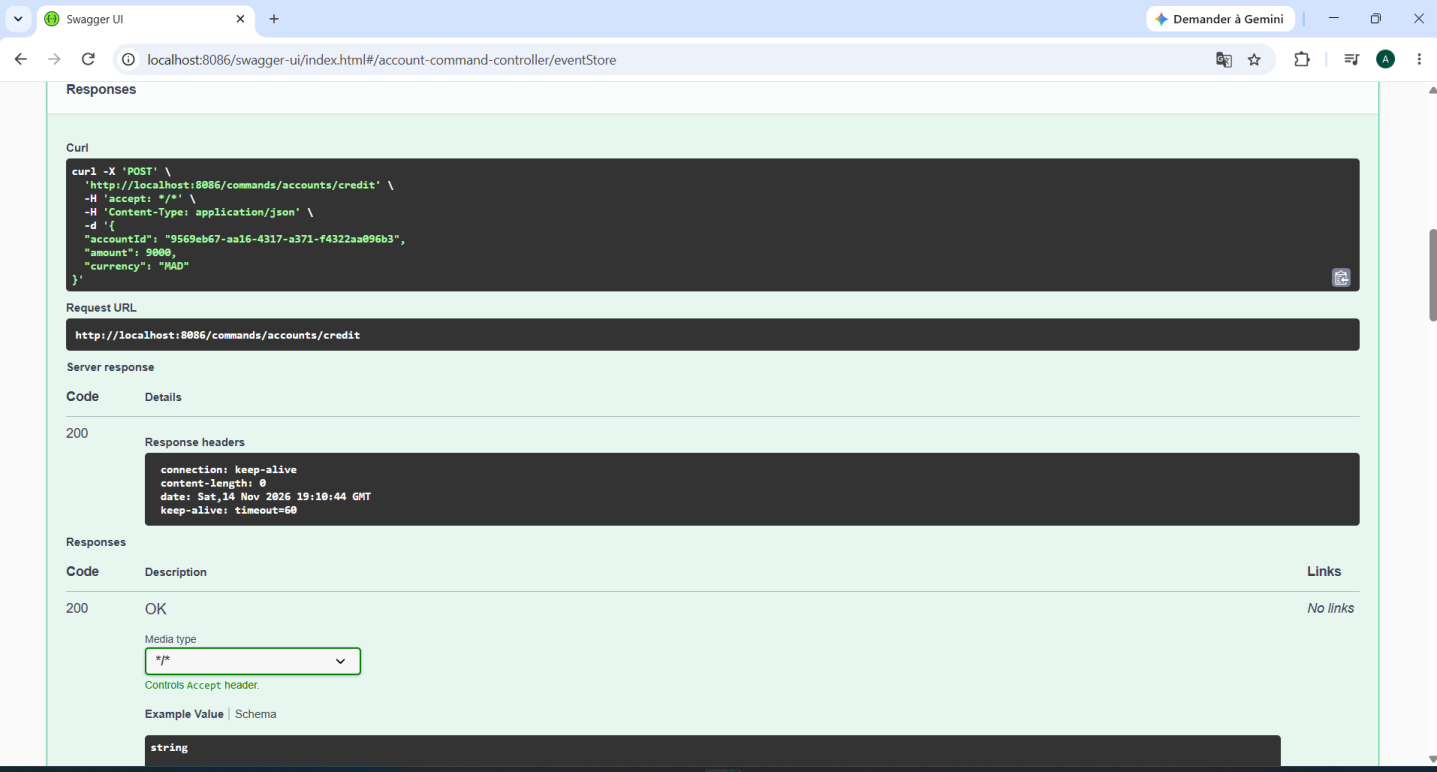 Swagger UI
Demander à Gemini
localhost:8086/swagger-ui/index.html#/account-command-controller/eventStore
A
Responses
Curl
curl -X 'POST' \
  'http://localhost:8086/commands/accounts/credit' \
  -H 'accept: */*' \
  -H 'Content-Type: application/json' \
  -d '{
  "accountId": "9569eb67-aa16-4317-a371-f4322aa096b3",
  "amount": 9000,
  "currency": "MAD"
}'
Request URL
http://localhost:8086/commands/accounts/credit
Server response
Code Details
200
Response headers
connection: keep-alive
content-length: 0
date: Sat,14 Nov 2026 19:10:44 GMT
keep-alive: timeout=60
Responses
Code Description Links
200 OK No links
Media type
*/*
Controls Accept header.
Example Value Schema
string